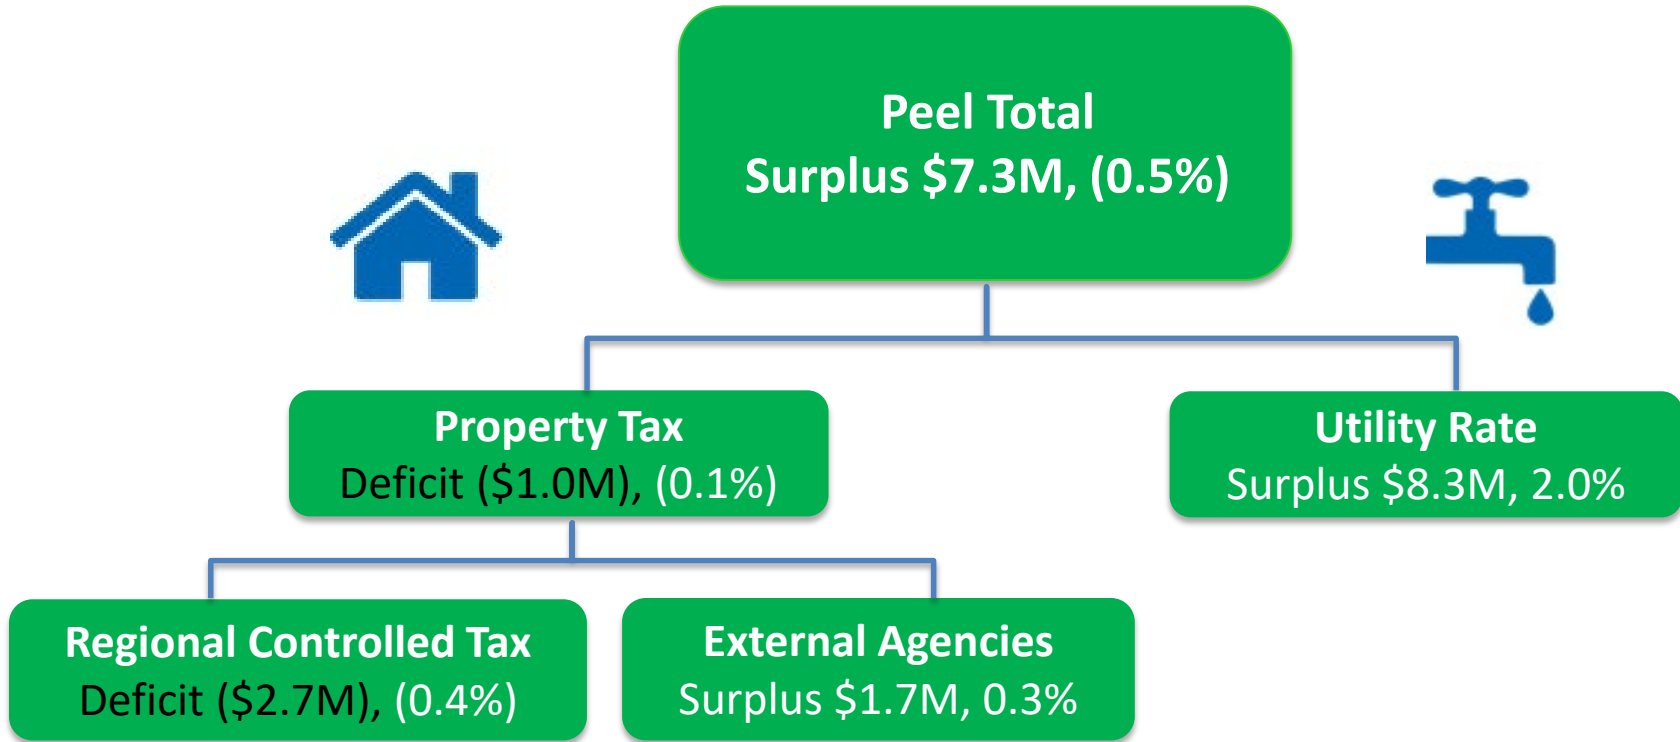 Peel Total
Surplus $7.3M, (0.5%)
Property Tax
Deficit ($1.0M), (0.1%)
Utility Rate
Surplus $8.3M, 2.0%
Regional Controlled Tax
Deficit ($2.7M), (0.4%)
External Agencies
Surplus $1.7M, 0.3%